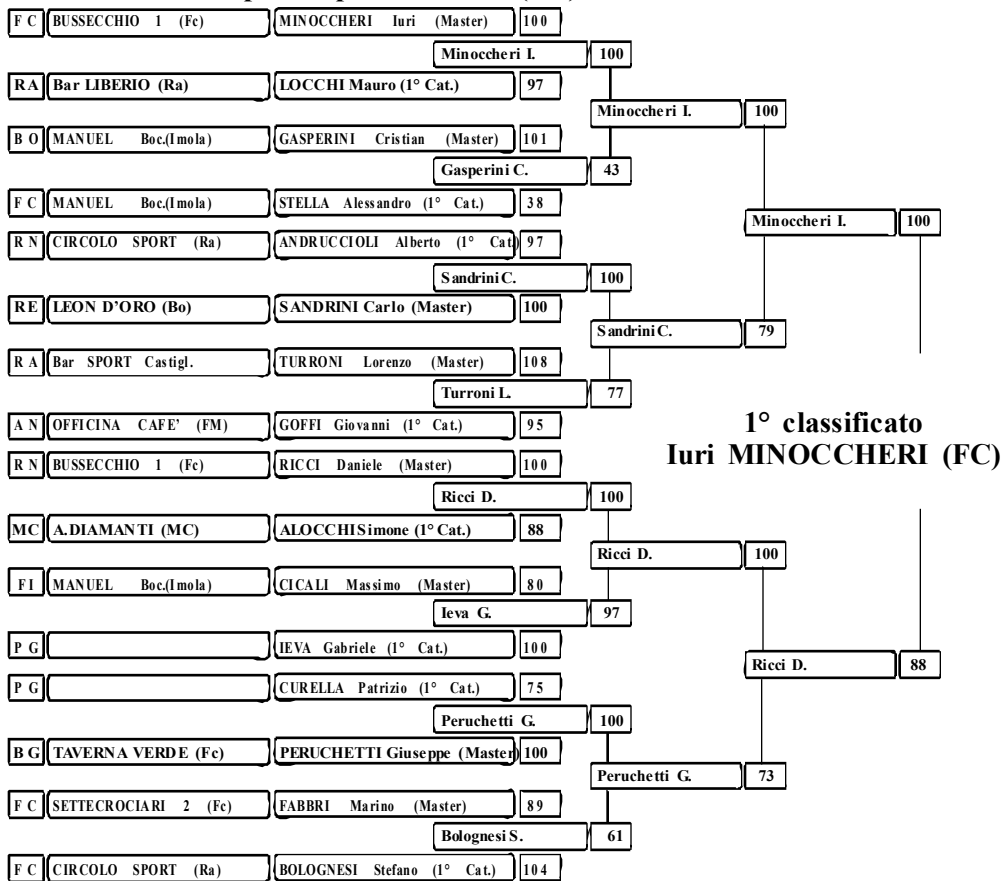 F C BUSSECCHIO 1 (Fc) MINOCCHERI Iuri (Master) 100
Minoccheri I. 100
RA Bar LIBERIO (Ra) LOCCHI Mauro (1° Cat.) 97
Minoccheri I. 100
B O MANUEL Boc.(Imola) GASPERINI Cristian (Master) 101
Gasperini C. 43
F C MANUEL Boc.(Imola) STELLA Alessandro (1° Cat.) 38
Minoccheri I. 100
R N CIRCOLO SPORT (Ra) ANDRUCCIOLI Alberto (1° Cat.) 97
Sandrini C. 100
RE LEON D'ORO (Bo) SANDRINI Carlo (Master) 100
Sandrini C. 79
R A Bar SPORT Castigl. TURRONI Lorenzo (Master) 108
Turroni L. 77
A N OFFICINA CAFE' (FM) GOFFI Giovanni (1° Cat.) 95
1° classificato
Iuri MINOCCHERI (FC)
R N BUSSECCHIO 1 (Fc) RICCI Daniele (Master) 100
Ricci D. 100
MC A.DIAMANTI (MC) ALOCCHI Simone (1° Cat.) 88
Ricci D. 100
FI MANUEL Boc.(Imola) CICALI Massimo (Master) 80
Ieva G. 97
P G IEVA Gabriele (1° Cat.) 100
Ricci D. 88
P G CURELLA Patrizio (1° Cat.) 75
Peruchetti G. 100
B G TAVERNA VERDE (Fc) PERUCHETTI Giuseppe (Master) 100
Peruchetti G. 73
F C SETTECROCIARI 2 (Fc) FABBRI Marino (Master) 89
Bolognesi S. 61
F C CIRCOLO SPORT (Ra) BOLOGNESI Stefano (1° Cat.) 104